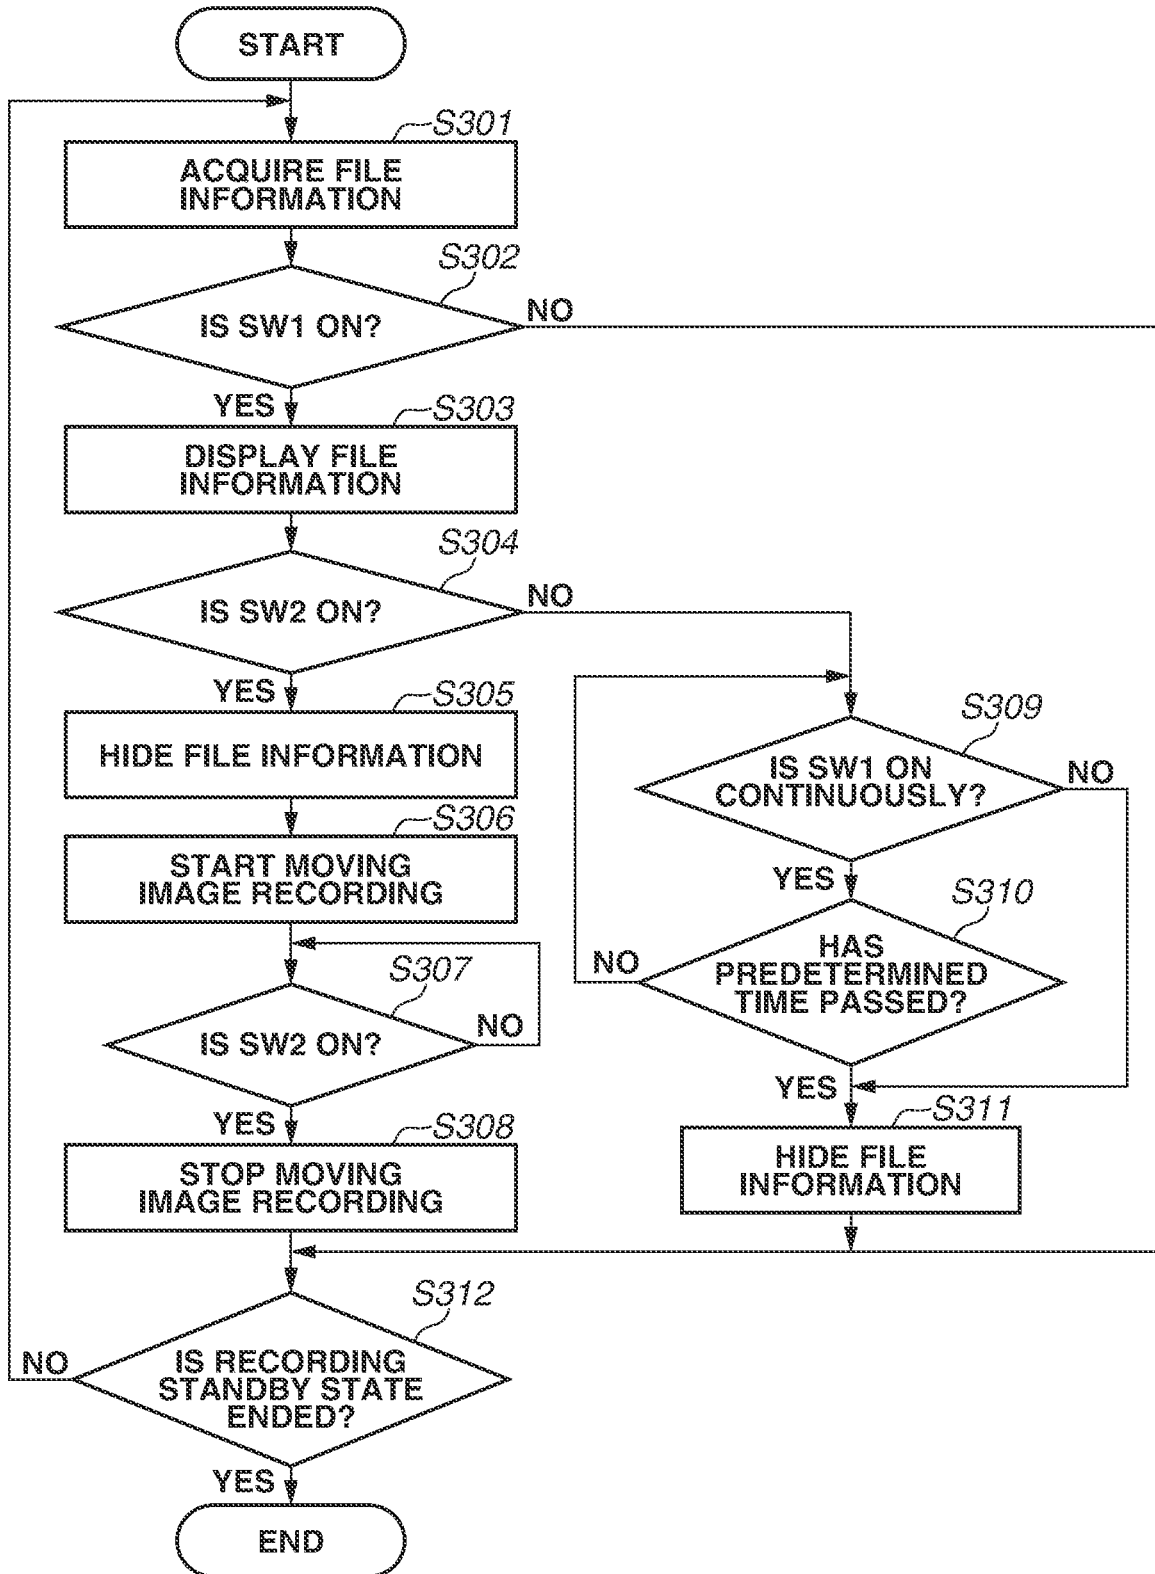 START
S301
ACQUIRE FILE
INFORMATION
S302
IS SW1 ON?
NO
YES
S303
DISPLAY FILE
INFORMATION
S304
IS SW2 ON?
NO
YES
S305
HIDE FILE INFORMATION
S306
START MOVING
IMAGE RECORDING
S307
IS SW2 ON?
NO
YES
S308
STOP MOVING
IMAGE RECORDING
S309
IS SW1 ON
CONTINUOUSLY?
NO
YES
S310
HAS
PREDETERMINED
TIME PASSED?
NO
YES
S311
HIDE FILE
INFORMATION
S312
IS RECORDING
STANDBY STATE
ENDED?
NO
YES
END